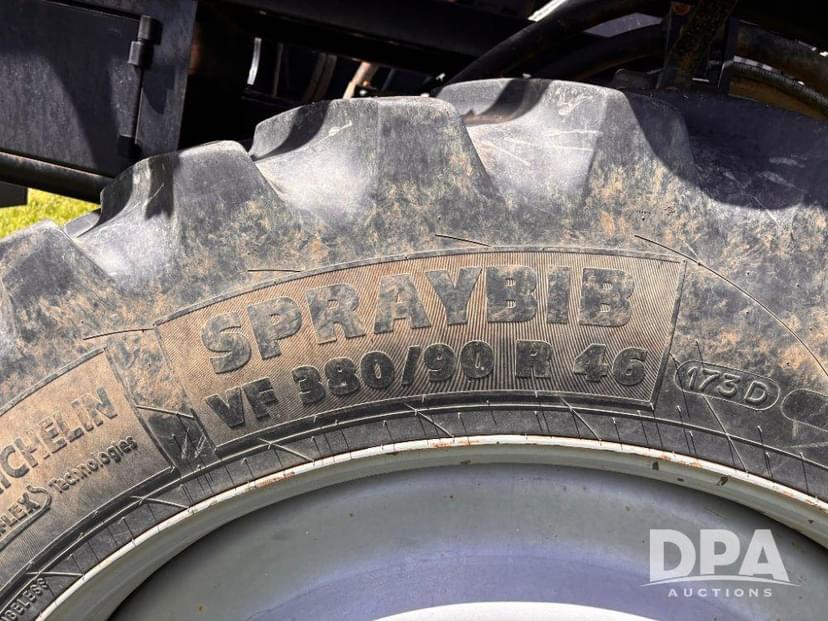 SPRAYBIB
VF 380/90 R 46
173 D
MICHELIN
Technologies
DPA
AUCTIONS